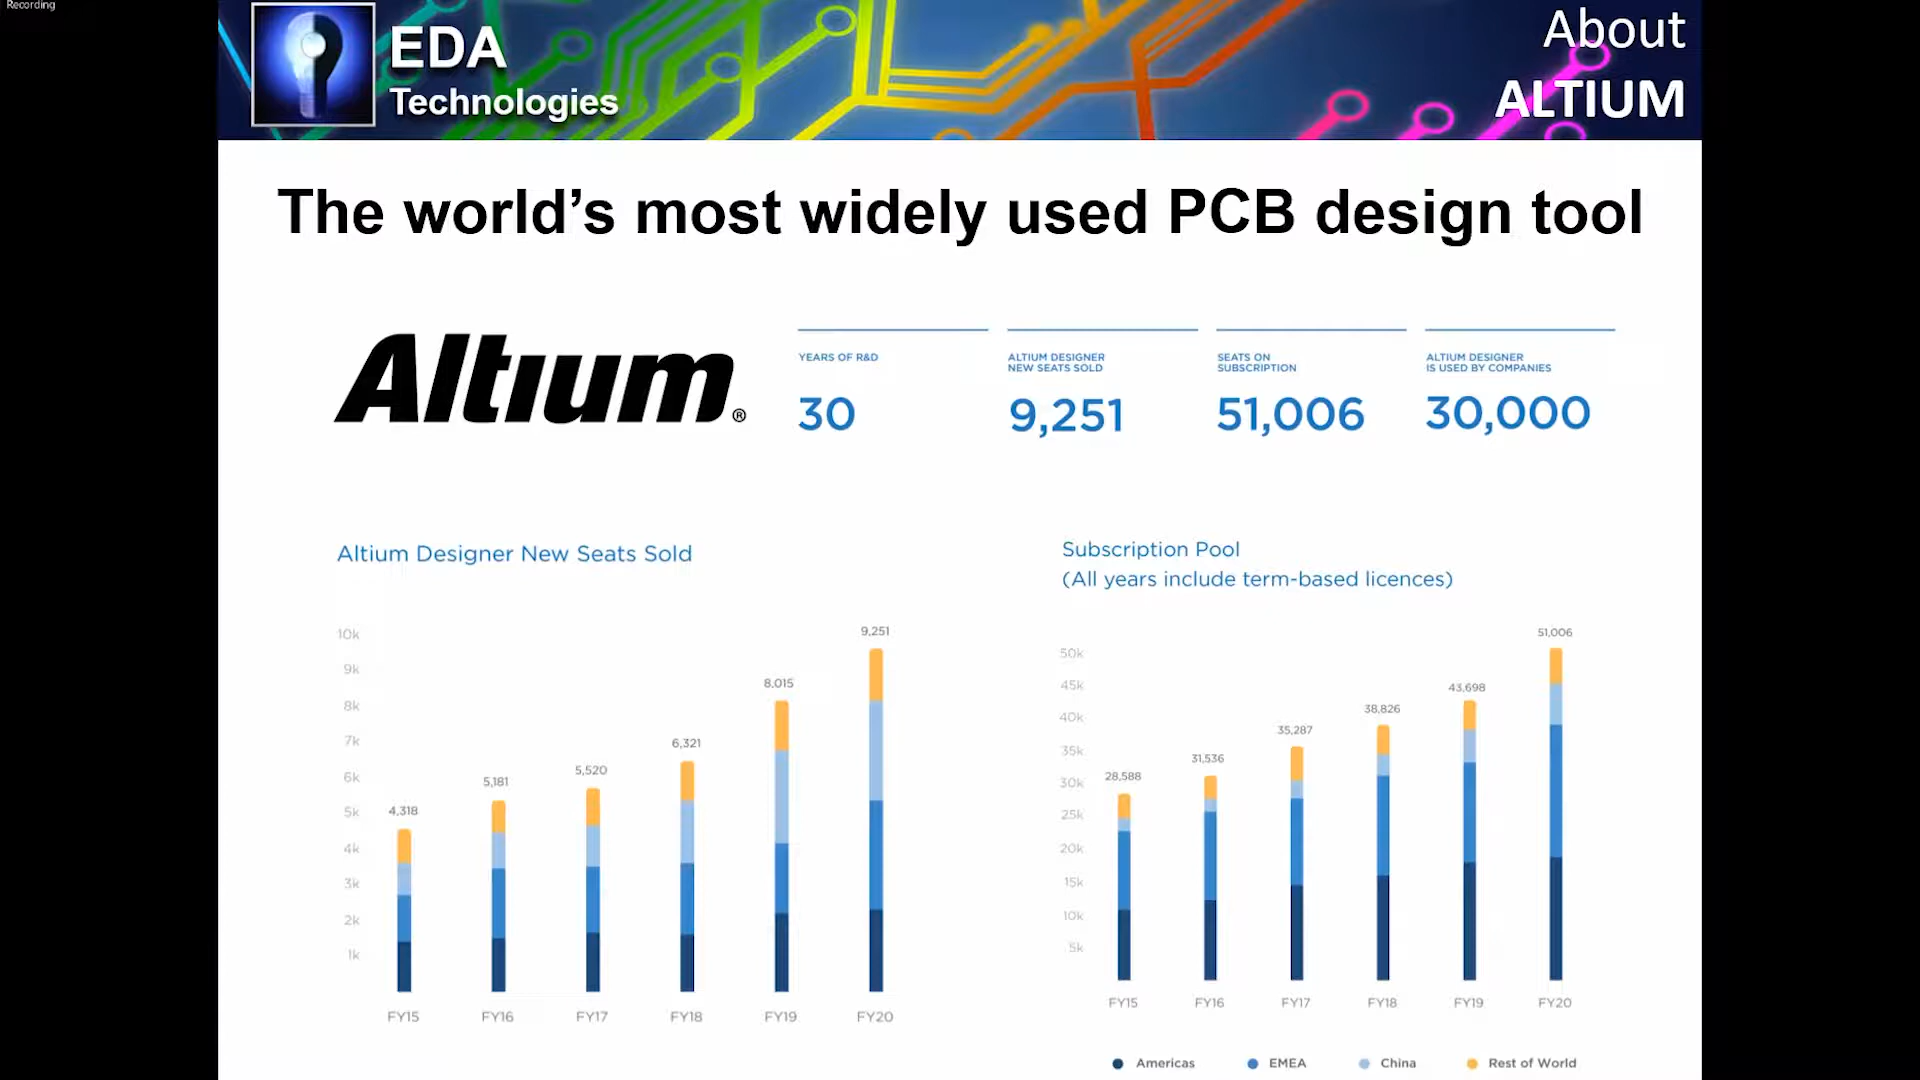 Recording
EDA
Technologies
About
ALTIUM
The world's most widely used PCB design tool
Altium®
YEARS OF R&D
30
ALTIUM DESIGNER
NEW SEATS SOLD
9,251
SEATS ON
SUBSCRIPTION
51,006
ALTIUM DESIGNER
IS USED BY COMPANIES
30,000
Altium Designer New Seats Sold
10k
9k
8k
7k
6k
5k
4k
3k
2k
1k
4,318
5,181
5,520
6,321
8,015
9,251
FY15 FY16 FY17 FY18 FY19 FY20
Subscription Pool
(All years include term-based licences)
50k
45k
40k
35k
30k
25k
20k
15k
10k
5k
28,588
31,536
35,287
38,826
43,698
51,006
FY15 FY16 FY17 FY18 FY19 FY20
Americas EMEA China Rest of World